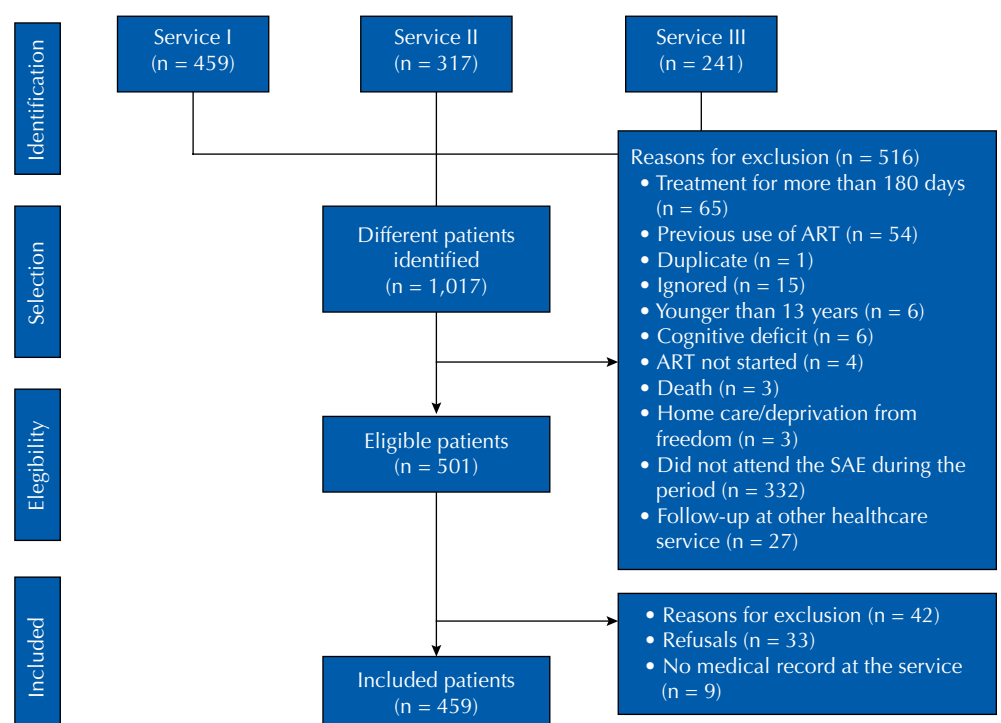 Identification
Service I
(n = 459)
Service II
(n = 317)
Service III
(n = 241)
Reasons for exclusion (n = 516)
• Treatment for more than 180 days
(n = 65)
• Previous use of ART (n = 54)
• Duplicate (n = 1)
• Ignored (n = 15)
• Younger than 13 years (n = 6)
• Cognitive deficit (n = 6)
• ART not started (n = 4)
• Death (n = 3)
• Home care/deprivation from
freedom (n = 3)
• Did not attend the SAE during the
period (n = 332)
• Follow-up at other healthcare
service (n = 27)
Selection
Different patients
identified
(n = 1,017)
Elegibility
Eligible patients
(n = 501)
Included
• Reasons for exclusion (n = 42)
• Refusals (n = 33)
• No medical record at the service
(n = 9)
Included patients
(n = 459)